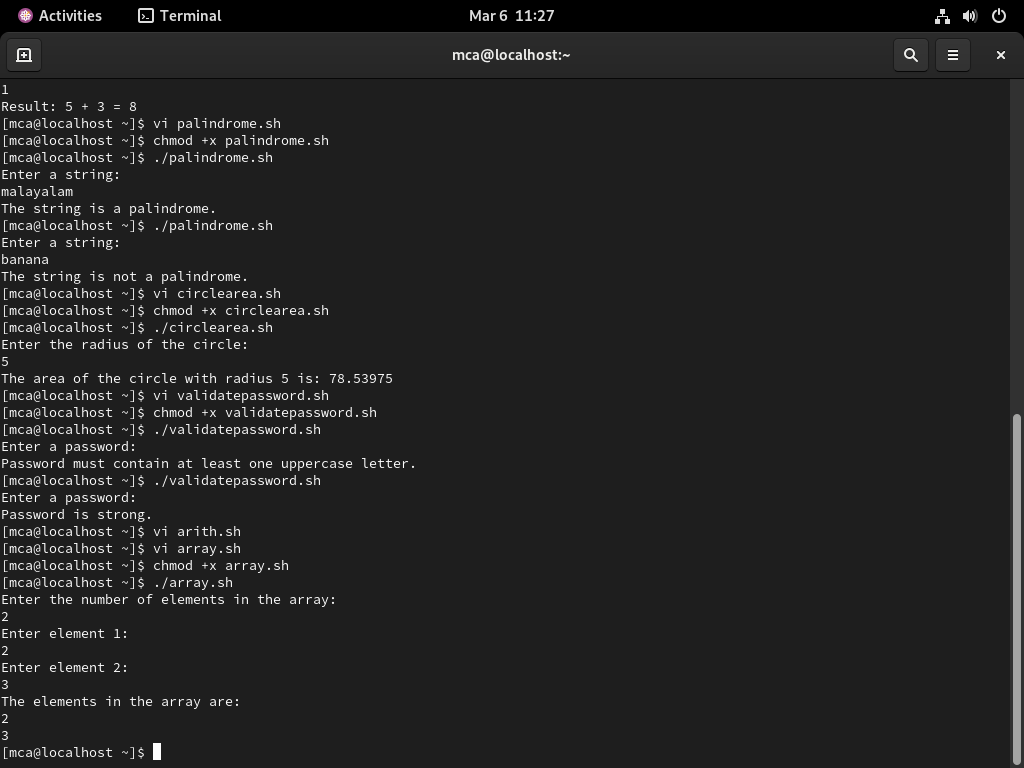 Activities Terminal Mar 6 11:27
mca@localhost:~
1
Result: 5 + 3 = 8
[mca@localhost ~]$ vi palindrome.sh
[mca@localhost ~]$ chmod +x palindrome.sh
[mca@localhost ~]$ ./palindrome.sh
Enter a string:
malayalam
The string is a palindrome.
[mca@localhost ~]$ ./palindrome.sh
Enter a string:
banana
The string is not a palindrome.
[mca@localhost ~]$ vi circlearea.sh
[mca@localhost ~]$ chmod +x circlearea.sh
[mca@localhost ~]$ ./circlearea.sh
Enter the radius of the circle:
5
The area of the circle with radius 5 is: 78.53975
[mca@localhost ~]$ vi validatepassword.sh
[mca@localhost ~]$ chmod +x validatepassword.sh
[mca@localhost ~]$ ./validatepassword.sh
Enter a password:
Password must contain at least one uppercase letter.
[mca@localhost ~]$ ./validatepassword.sh
Enter a password:
Password is strong.
[mca@localhost ~]$ vi arith.sh
[mca@localhost ~]$ vi array.sh
[mca@localhost ~]$ chmod +x array.sh
[mca@localhost ~]$ ./array.sh
Enter the number of elements in the array:
2
Enter element 1:
2
Enter element 2:
3
The elements in the array are:
2
3
[mca@localhost ~]$